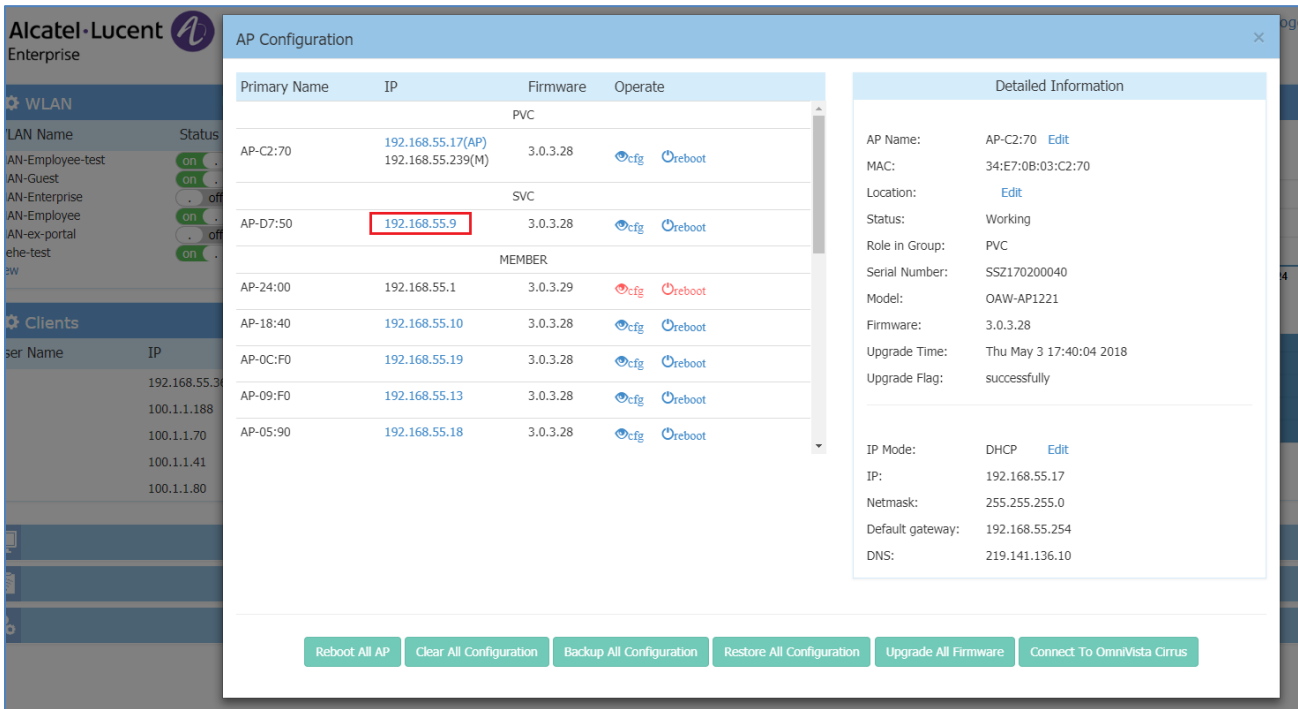 Alcatel·Lucent
Enterprise
AP Configuration
×
og
WLAN
LAN Name Status
AN-Employee-test on
AN-Guest on
AN-Enterprise off
AN-Employee on
AN-ex-portal off
ehe-test on
ew
Clients
ser Name IP
192.168.55.36
100.1.1.188
100.1.1.70
100.1.1.41
100.1.1.80
Primary Name IP Firmware Operate
PVC
AP-C2:70 192.168.55.17(AP) 3.0.3.28 cfg reboot
192.168.55.239(M)
SVC
AP-D7:50 192.168.55.9 3.0.3.28 cfg reboot
MEMBER
AP-24:00 192.168.55.1 3.0.3.29 cfg reboot
AP-18:40 192.168.55.10 3.0.3.28 cfg reboot
AP-0C:F0 192.168.55.19 3.0.3.28 cfg reboot
AP-09:F0 192.168.55.13 3.0.3.28 cfg reboot
AP-05:90 192.168.55.18 3.0.3.28 cfg reboot
Detailed Information
AP Name: AP-C2:70 Edit
MAC: 34:E7:0B:03:C2:70
Location: Edit
Status: Working
Role in Group: PVC
Serial Number: SSZ170200040
Model: OAW-AP1221
Firmware: 3.0.3.28
Upgrade Time: Thu May 3 17:40:04 2018
Upgrade Flag: successfully
IP Mode: DHCP Edit
IP: 192.168.55.17
Netmask: 255.255.255.0
Default gateway: 192.168.55.254
DNS: 219.141.136.10
Reboot All AP Clear All Configuration Backup All Configuration Restore All Configuration Upgrade All Firmware Connect To OmniVista Cirrus